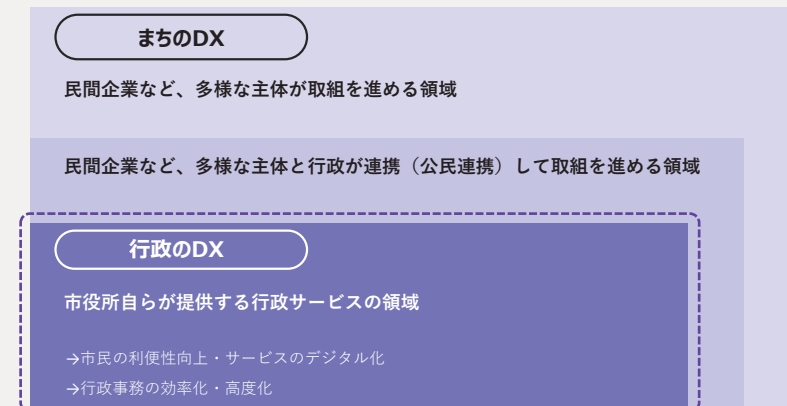 まちのDX
民間企業など、多様な主体が取組を進める領域
民間企業など、多様な主体と行政が連携（公民連携）して取組を進める領域
行政のDX
市役所自らが提供する行政サービスの領域
→市民の利便性向上・サービスのデジタル化
→行政事務の効率化・高度化